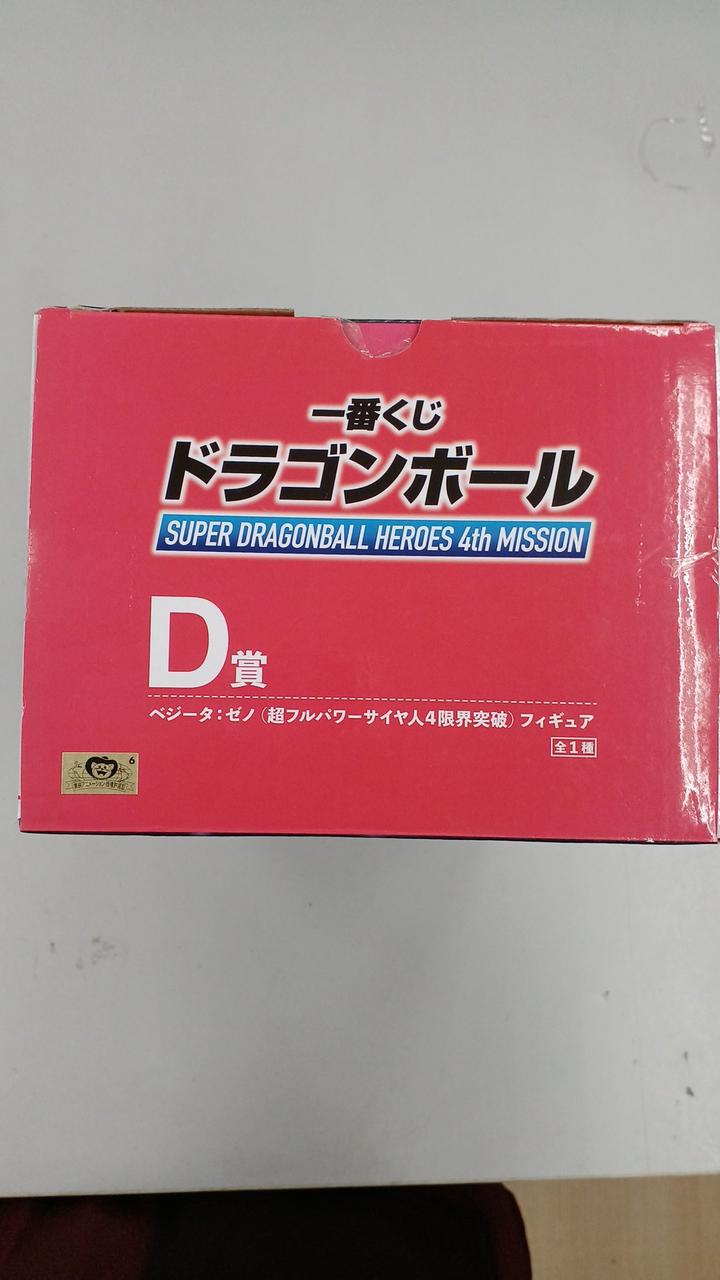 一番くじ
ドラゴンボール
SUPER DRAGONBALL HEROES 4th MISSION
D賞
ベジータ:ゼノ(超フルパワーサイヤ人4限界突破)フィギュア
全1種
6